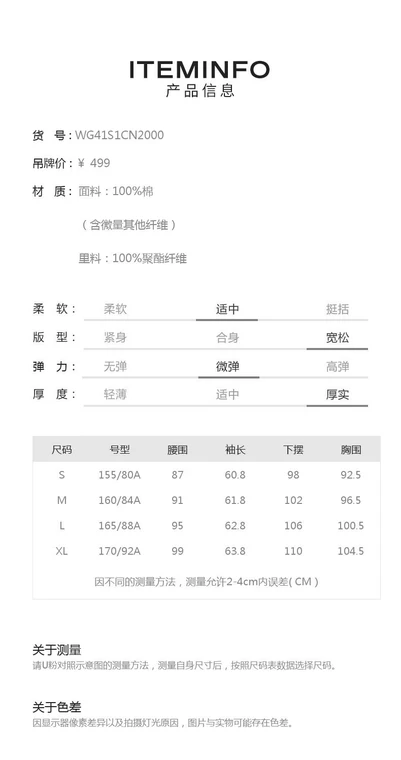 ITEMINFO
产品信息
货 号：WG41S1CN2000
吊牌价：¥ 499
材 质：面料：100%棉
（含微量其他纤维）
里料：100%聚酯纤维
柔 软： 柔软 适中 挺括
版 型： 紧身 合身 宽松
弹 力： 无弹 微弹 高弹
厚 度： 轻薄 适中 厚实
尺码 号型 腰围 袖长 下摆 胸围
S 155/80A 87 60.8 98 92.5
M 160/84A 91 61.8 102 96.5
L 165/88A 95 62.8 106 100.5
XL 170/92A 99 63.8 110 104.5
因不同的测量方法，测量允许2-4cm内误差( CM )
关于测量
请U粉对照示意图的测量方法，测量自身尺寸后，按照尺码表数据选择尺码。
关于色差
因显示器像素差异以及拍摄灯光原因，图片与实物可能存在色差。